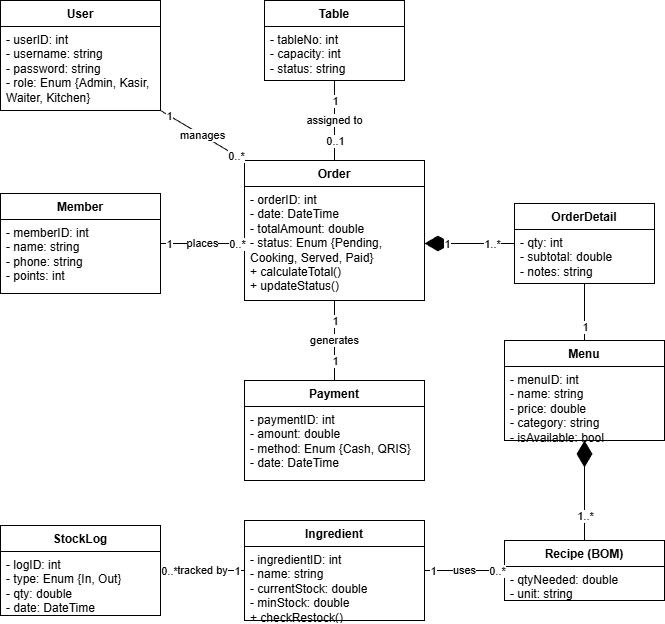 User
- userID: int
- username: string
- password: string
- role: Enum {Admin, Kasir,
Waiter, Kitchen}
Table
- tableNo: int
- capacity: int
- status: string
1
manages
0..*
1
assigned to
0..1
Order
- orderID: int
- date: DateTime
- totalAmount: double
- status: Enum {Pending,
Cooking, Served, Paid}
+ calculateTotal()
+ updateStatus()
Member
- memberID: int
- name: string
- phone: string
- points: int
1
places
0..*
1
1..*
OrderDetail
- qty: int
- subtotal: double
- notes: string
1
1
generates
1
Menu
- menuID: int
- name: string
- price: double
- category: string
- isAvailable: bool
Payment
- paymentID: int
- amount: double
- method: Enum {Cash, QRIS}
- date: DateTime
1..*
StockLog
- logID: int
- type: Enum {In, Out}
- qty: double
- date: DateTime
0..*
tracked by
1
Ingredient
- ingredientID: int
- name: string
- currentStock: double
- minStock: double
+ checkRestock()
1
uses
0..*
Recipe (BOM)
- qtyNeeded: double
- unit: string